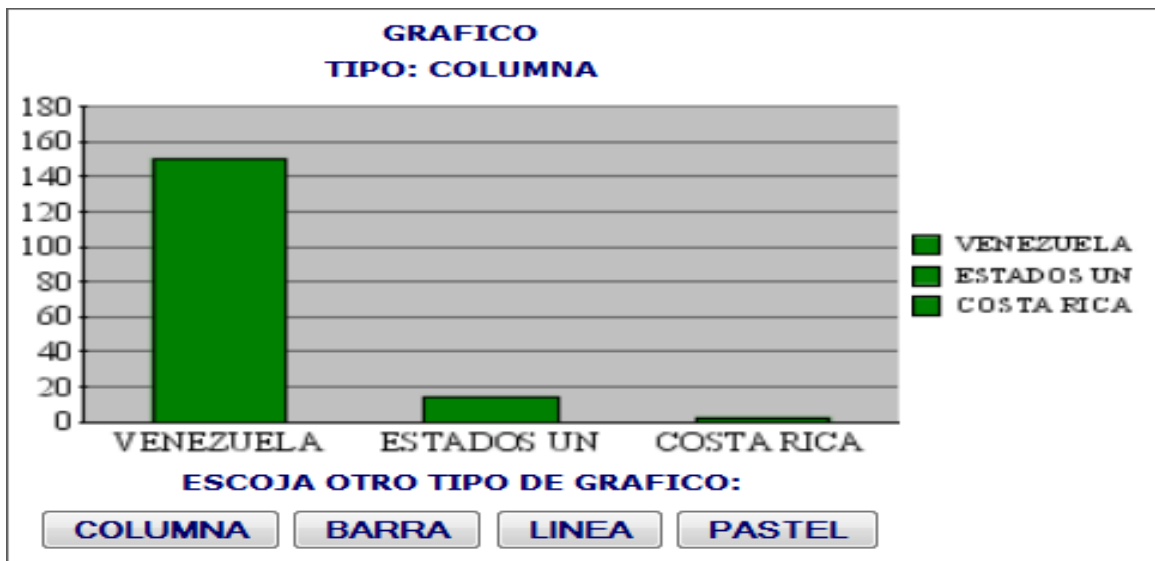 GRAFICO
TIPO: COLUMNA
180
160
140
120
100
80
60
40
20
0
VENEZUELA ESTADOS UN COSTA RICA
VENEZUELA
ESTADOS UN
COSTA RICA
ESCOJA OTRO TIPO DE GRAFICO:
COLUMNA BARRA LINEA PASTEL